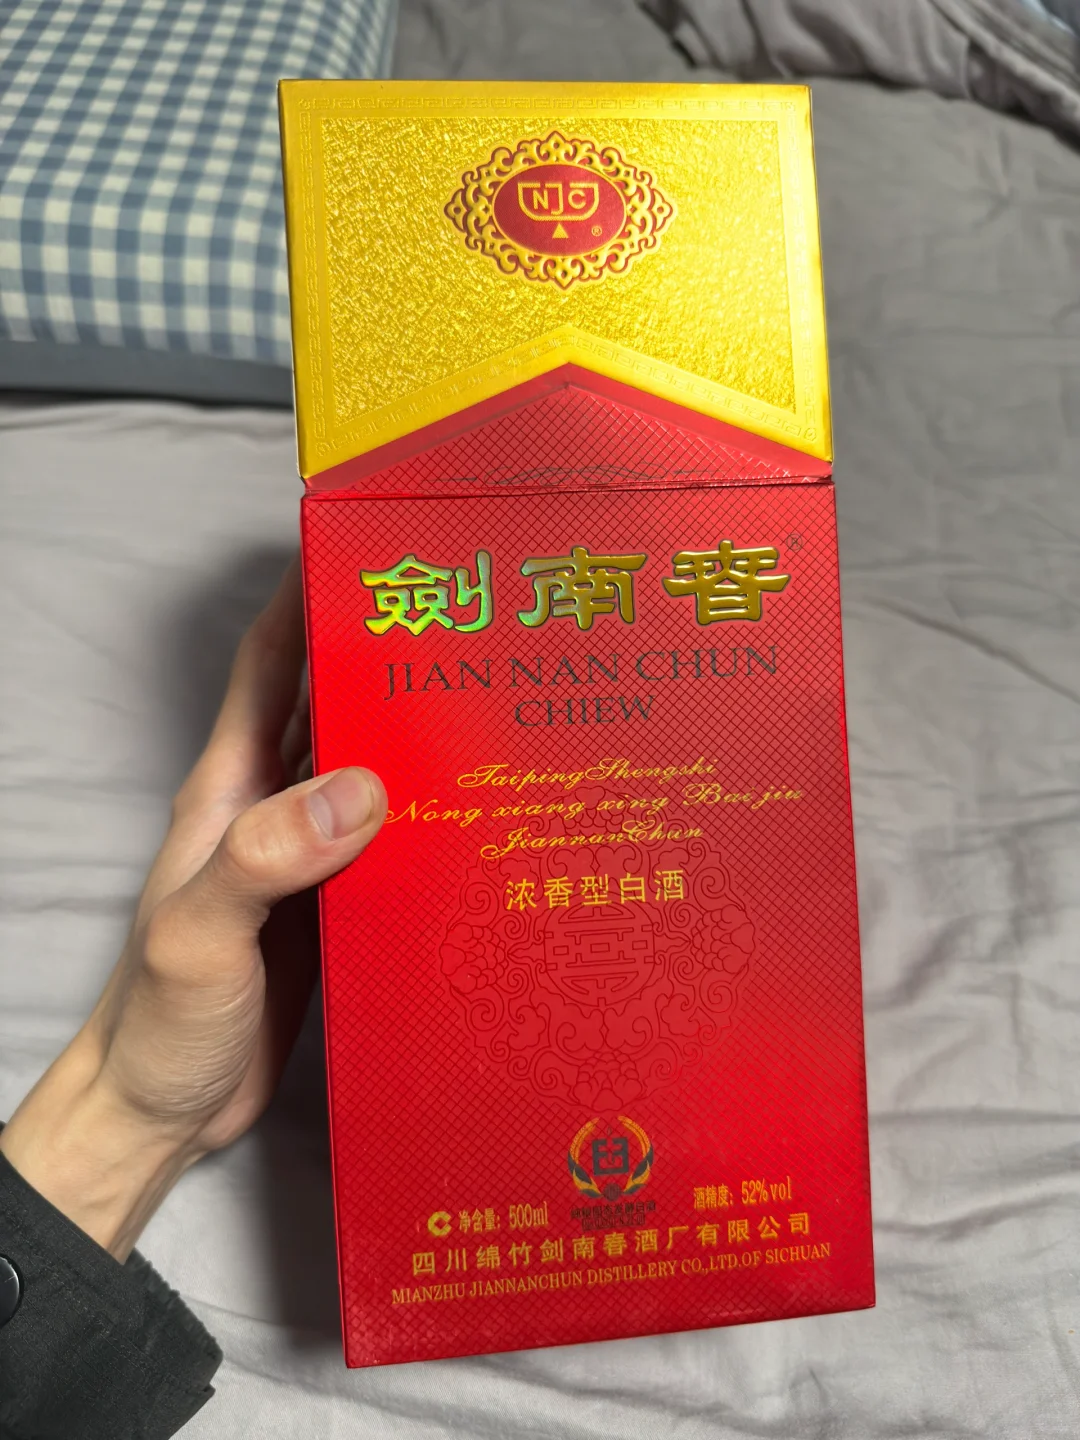 NJC
®
劍南春®
JIAN NAN CHUN
CHIEW
TaipingShengshi
Nong xiang xing Bai jiu
JiannanChun
浓香型白酒
净含量：500ml
酒精度：52%vol
四川绵竹剑南春酒厂有限公司
MIANZHU JIANNANCHUN DISTILLERY CO.,LTD.OF SICHUAN